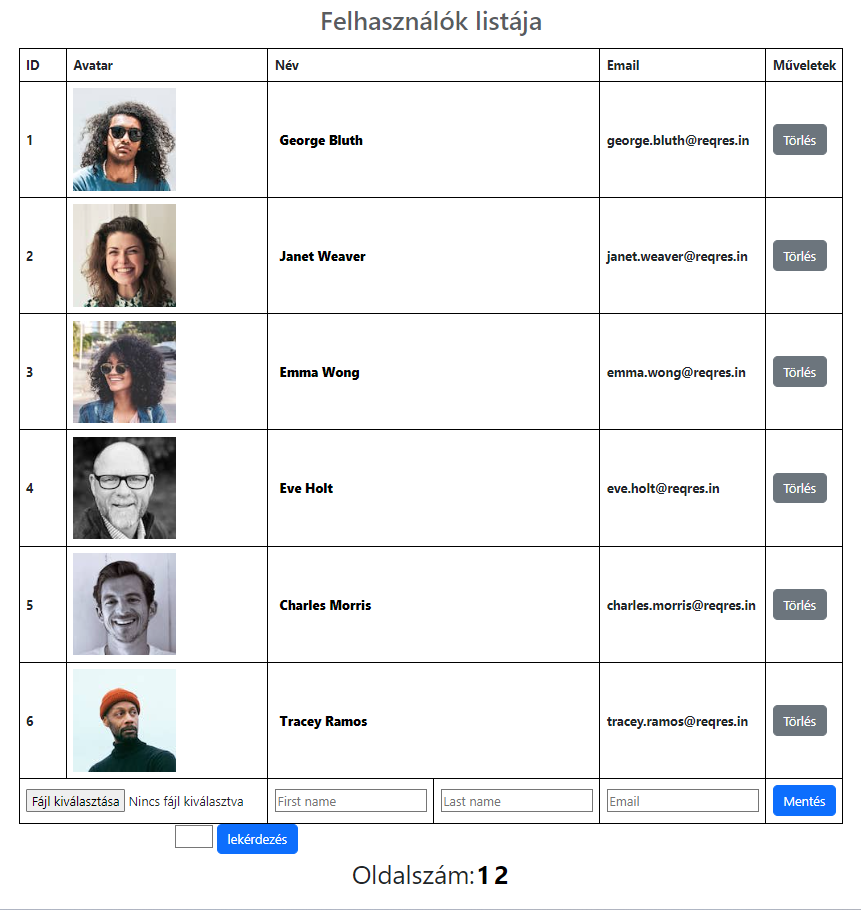 Felhasználók listája
ID Avatar Név Email Műveletek
1 George Bluth george.bluth@reqres.in Törlés
2 Janet Weaver janet.weaver@reqres.in Törlés
3 Emma Wong emma.wong@reqres.in Törlés
4 Eve Holt eve.holt@reqres.in Törlés
5 Charles Morris charles.morris@reqres.in Törlés
6 Tracey Ramos tracey.ramos@reqres.in Törlés
Fájl kiválasztása Nincs fájl kiválasztva First name Last name Email Mentés
lekérdezés
Oldalszám:1 2